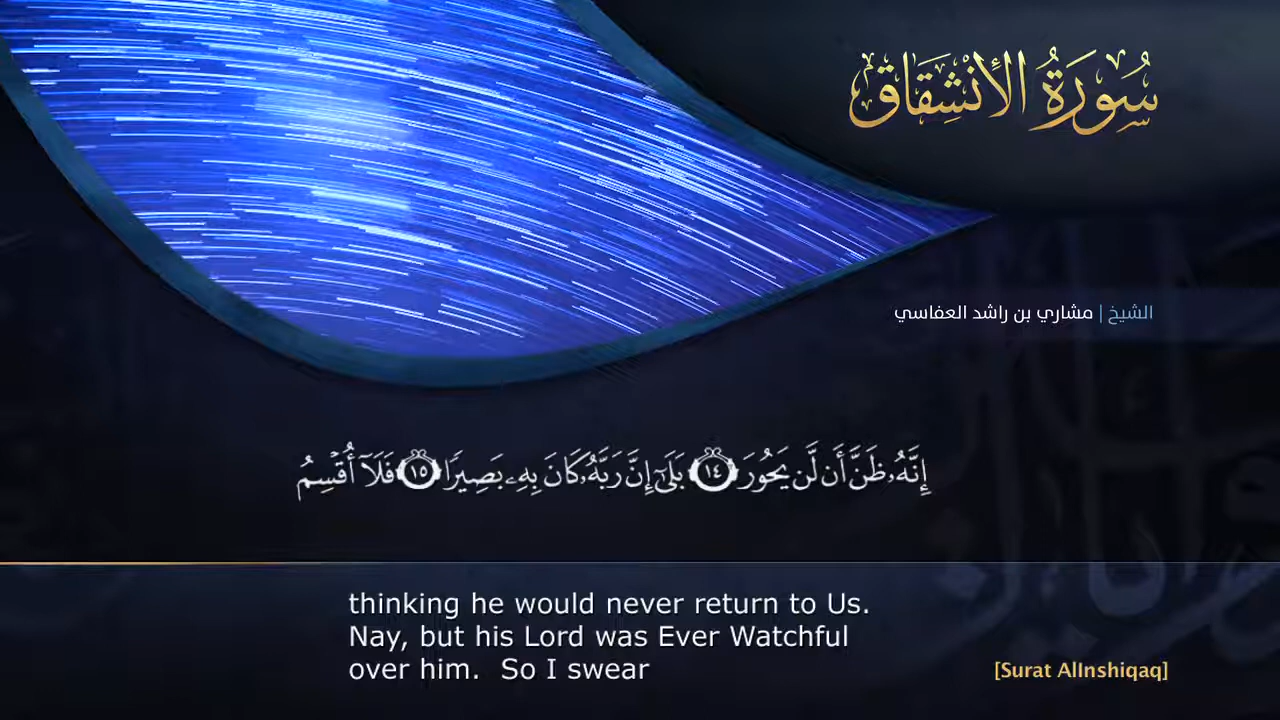 سُورَةُ الأَنْشِقَاق
الشيخ | مشاري بن راشد العفاسي
إِنَّهُۥ ظَنَّ أَن لَّن يَحُورَ ١٤ بَلَىٰٓ إِنَّ رَبَّهُۥ كَانَ بِهِۦ بَصِيرًا ١٥ فَلَآ أُقْسِمُ
thinking he would never return to Us.
Nay, but his Lord was Ever Watchful
over him.  So I swear
[Surat AlInshiqaq]